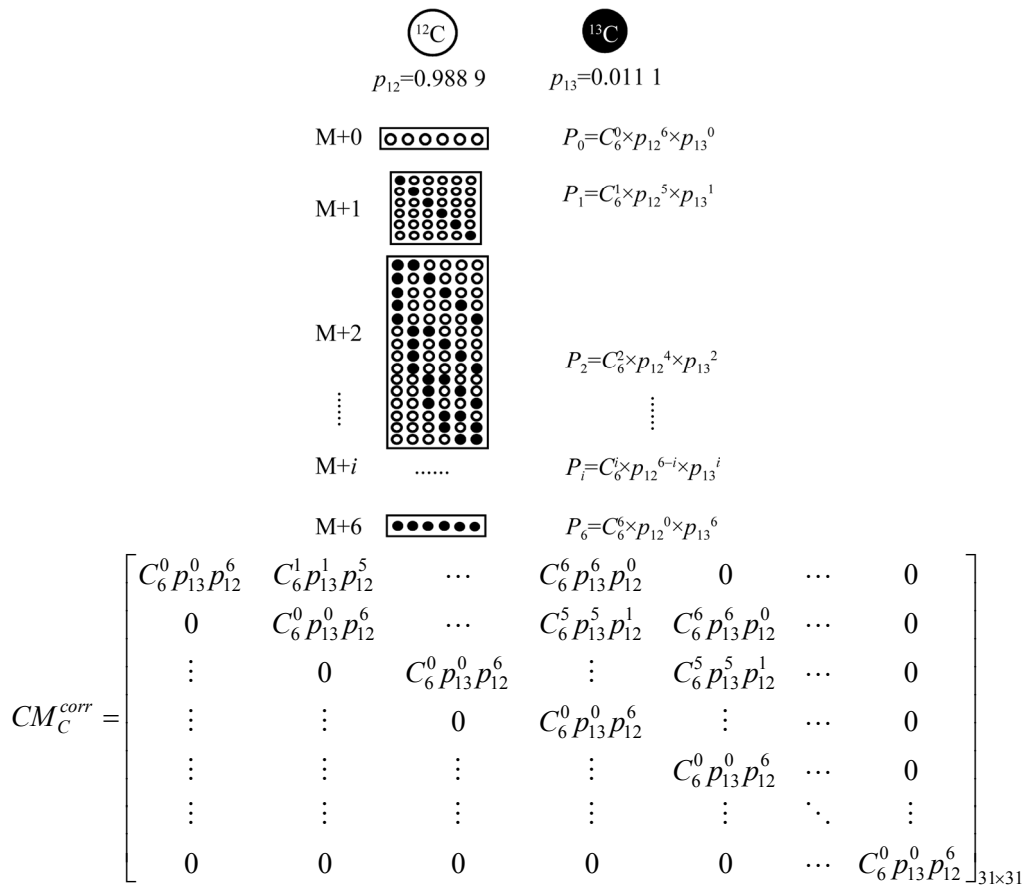 ¹²C ¹³C
p₁₂=0.988 9 p₁₃=0.011 1
M+0 P₀=C₆⁰×p₁₂⁶×p₁₃⁰
M+1 P₁=C₆¹×p₁₂⁵×p₁₃¹
M+2 P₂=C₆²×p₁₂⁴×p₁₃²
⋮ ⋮
M+i ...... Pᵢ=C₆ⁱ×p₁₂⁶⁻ⁱ×p₁₃ⁱ
M+6 P₆=C₆⁶×p₁₂⁰×p₁₃⁶
C₆⁰p₁₃⁰p₁₂⁶ C₆¹p₁₃¹p₁₂⁵ ⋯ C₆⁶p₁₃⁶p₁₂⁰ 0 ⋯ 0
0 C₆⁰p₁₃⁰p₁₂⁶ ⋯ C₆⁵p₁₃⁵p₁₂¹ C₆⁶p₁₃⁶p₁₂⁰ ⋯ 0
⋮ 0 C₆⁰p₁₃⁰p₁₂⁶ ⋮ C₆⁵p₁₃⁵p₁₂¹ ⋯ 0
CM_C^corr = ⋮ ⋮ 0 C₆⁰p₁₃⁰p₁₂⁶ ⋮ ⋯ 0
⋮ ⋮ ⋮ ⋮ C₆⁰p₁₃⁰p₁₂⁶ ⋯ 0
⋮ ⋮ ⋮ ⋮ ⋮ ⋱ ⋮
0 0 0 0 0 ⋯ C₆⁰p₁₃⁰p₁₂⁶
31×31